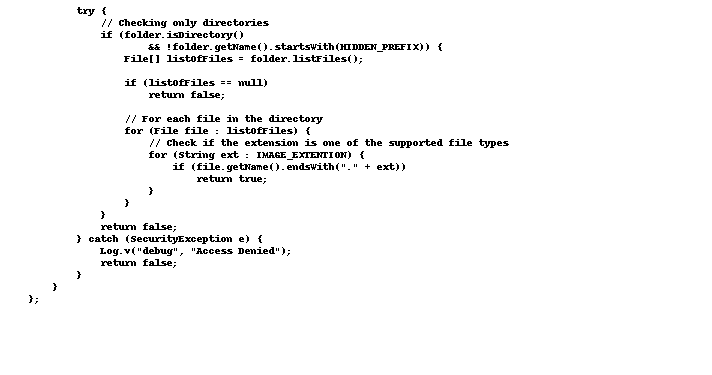 try {
// Checking only directories
if (folder.isDirectory()
&& !folder.getName().startsWith(HIDDEN_PREFIX)) {
File[] listOfFiles = folder.listFiles();
if (listOfFiles == null)
return false;
// For each file in the directory
for (File file : listOfFiles) {
// Check if the extension is one of the supported file types
for (String ext : IMAGE_EXTENTION) {
if (file.getName().endsWith("." + ext))
return true;
}
}
}
return false;
} catch (SecurityException e) {
Log.v("debug", "Access Denied");
return false;
}
}
};